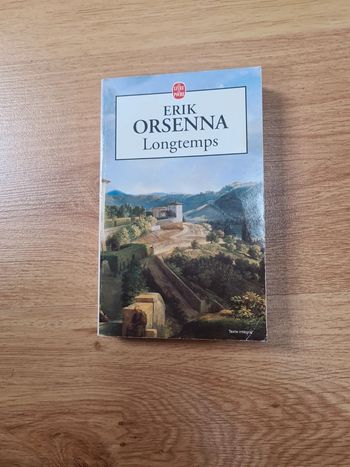 LE LIVRE
DE POCHE
ERIK
ORSENNA
Longtemps
Texte intégral